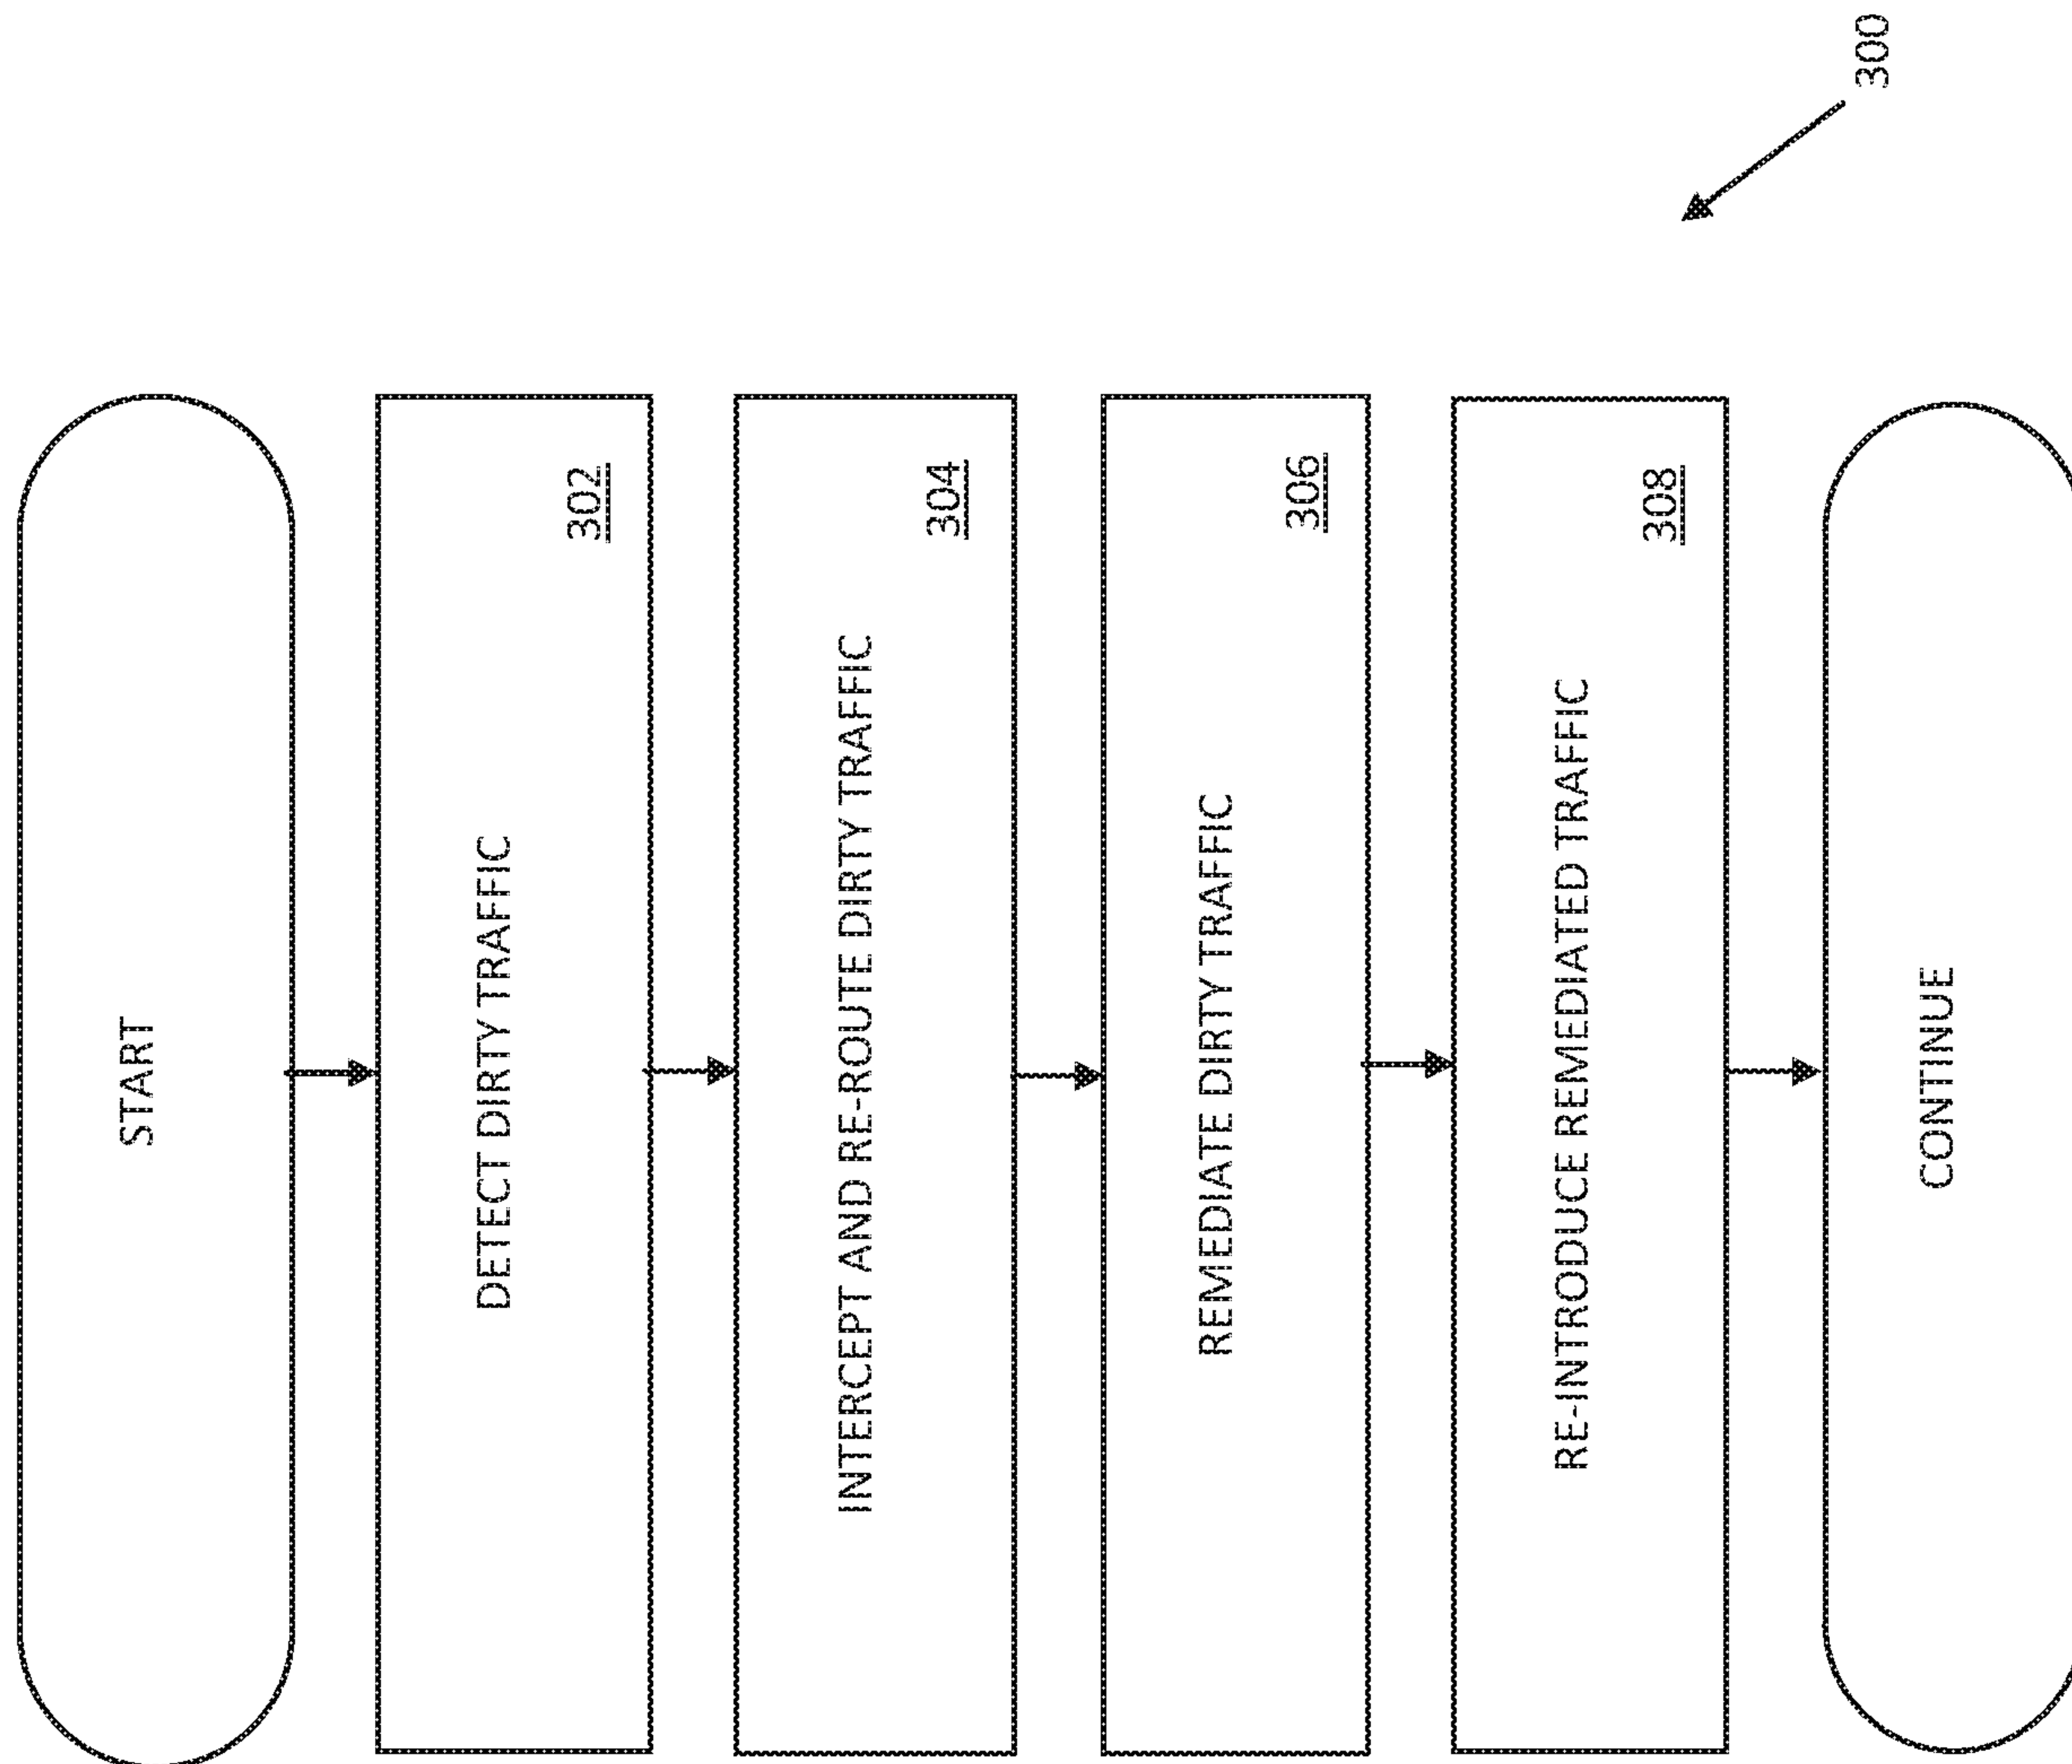 START
DETECT DIRTY TRAFFIC
302
INTERCEPT AND RE-ROUTE DIRTY TRAFFIC
304
REMEDIATE DIRTY TRAFFIC
306
RE-INTRODUCE REMEDIATED TRAFFIC
308
CONTINUE
300